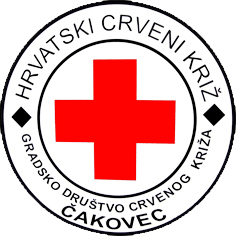 HRVATSKI CRVENI KRIŽ
GRADSKO DRUŠTVO CRVENOG KRIŽA
ČAKOVEC